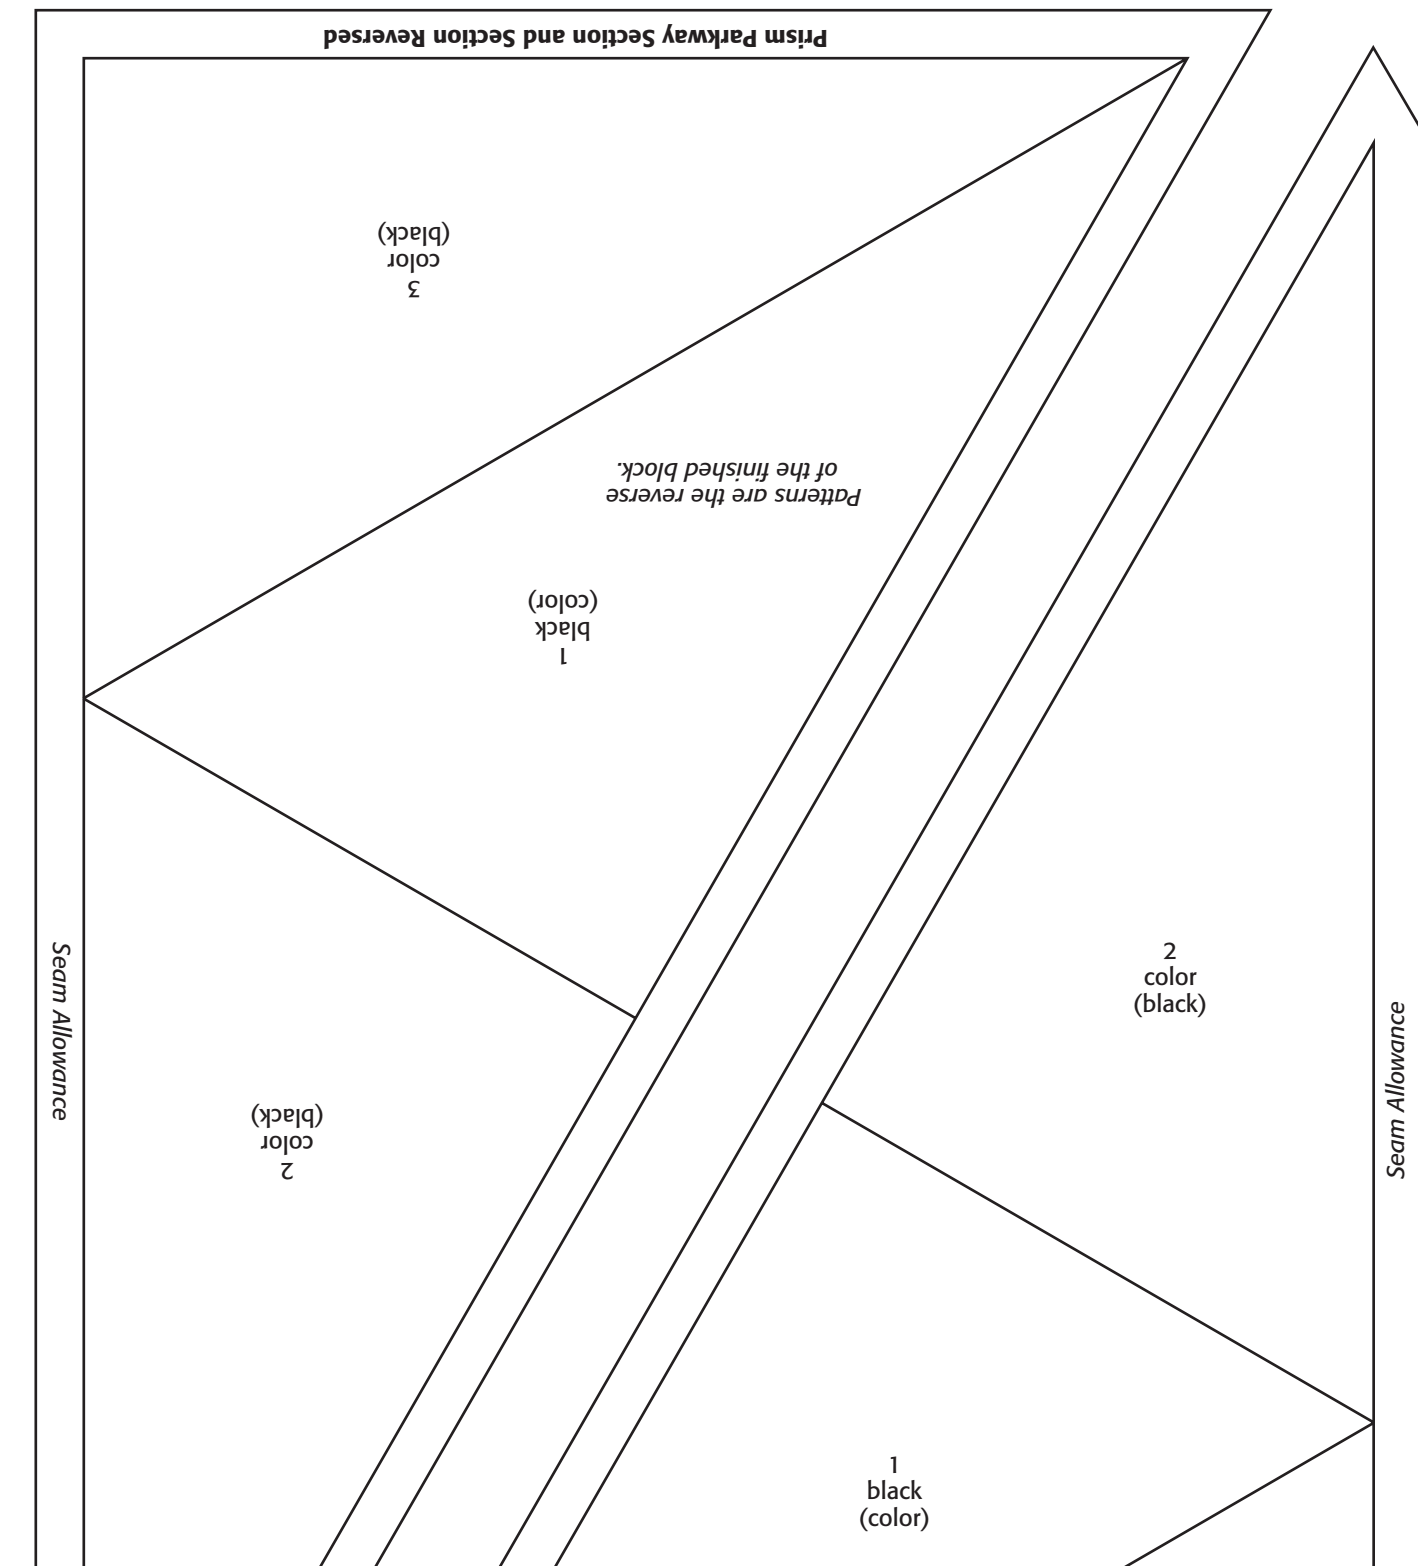 Prism Parkway Section and Section Reversed
3
color
(black)
Patterns are the reverse
of the finished block.
1
black
(color)
Seam Allowance
2
color
(black)
2
color
(black)
Seam Allowance
1
black
(color)